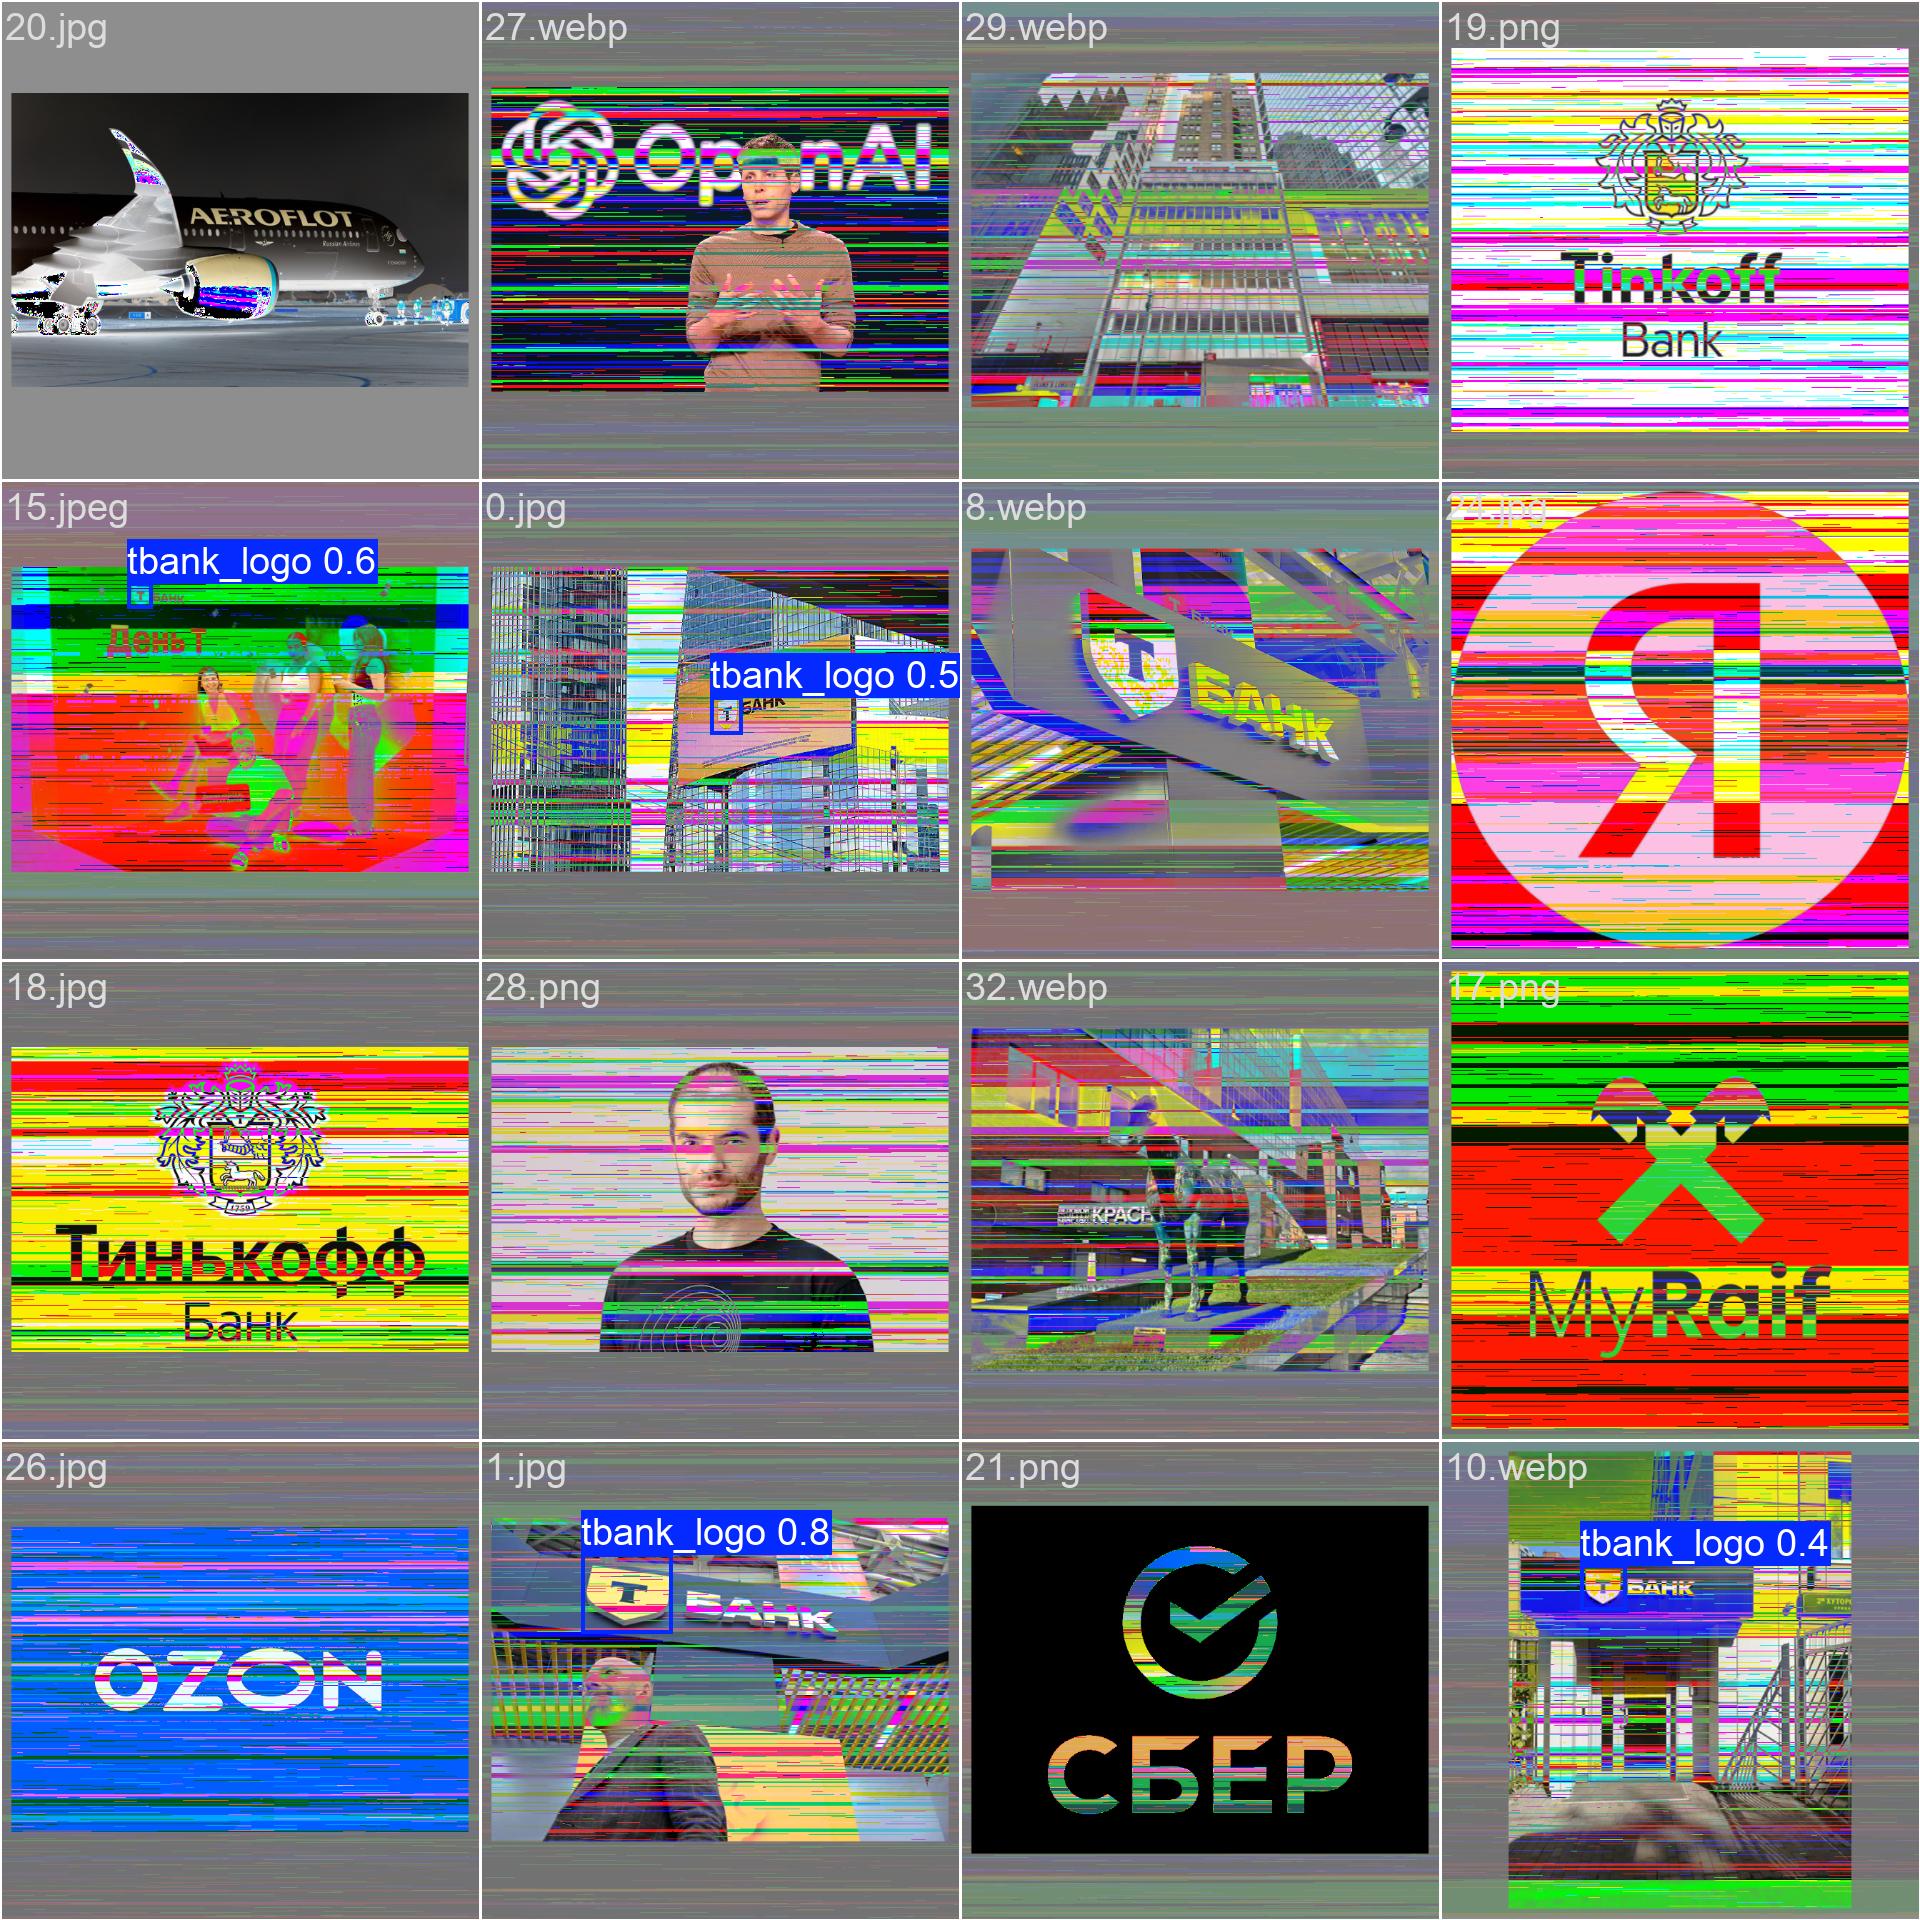 20.jpg
AEROFLOT
Russian Airlines
27.webp
OpenAI
29.webp
19.png
Tinkoff
Bank
15.jpeg
tbank_logo 0.6
Т БАНК
День Т
0.jpg
tbank_logo 0.5
Т БАНК
8.webp
Т БАНК
24.jpg
Я
18.jpg
1759
Тинькофф
Банк
28.png
32.webp
КРАСН
17.png
MyRaif
26.jpg
OZON
1.jpg
tbank_logo 0.8
Т БАНК
21.png
СБЕР
10.webp
tbank_logo 0.4
Т БАНК